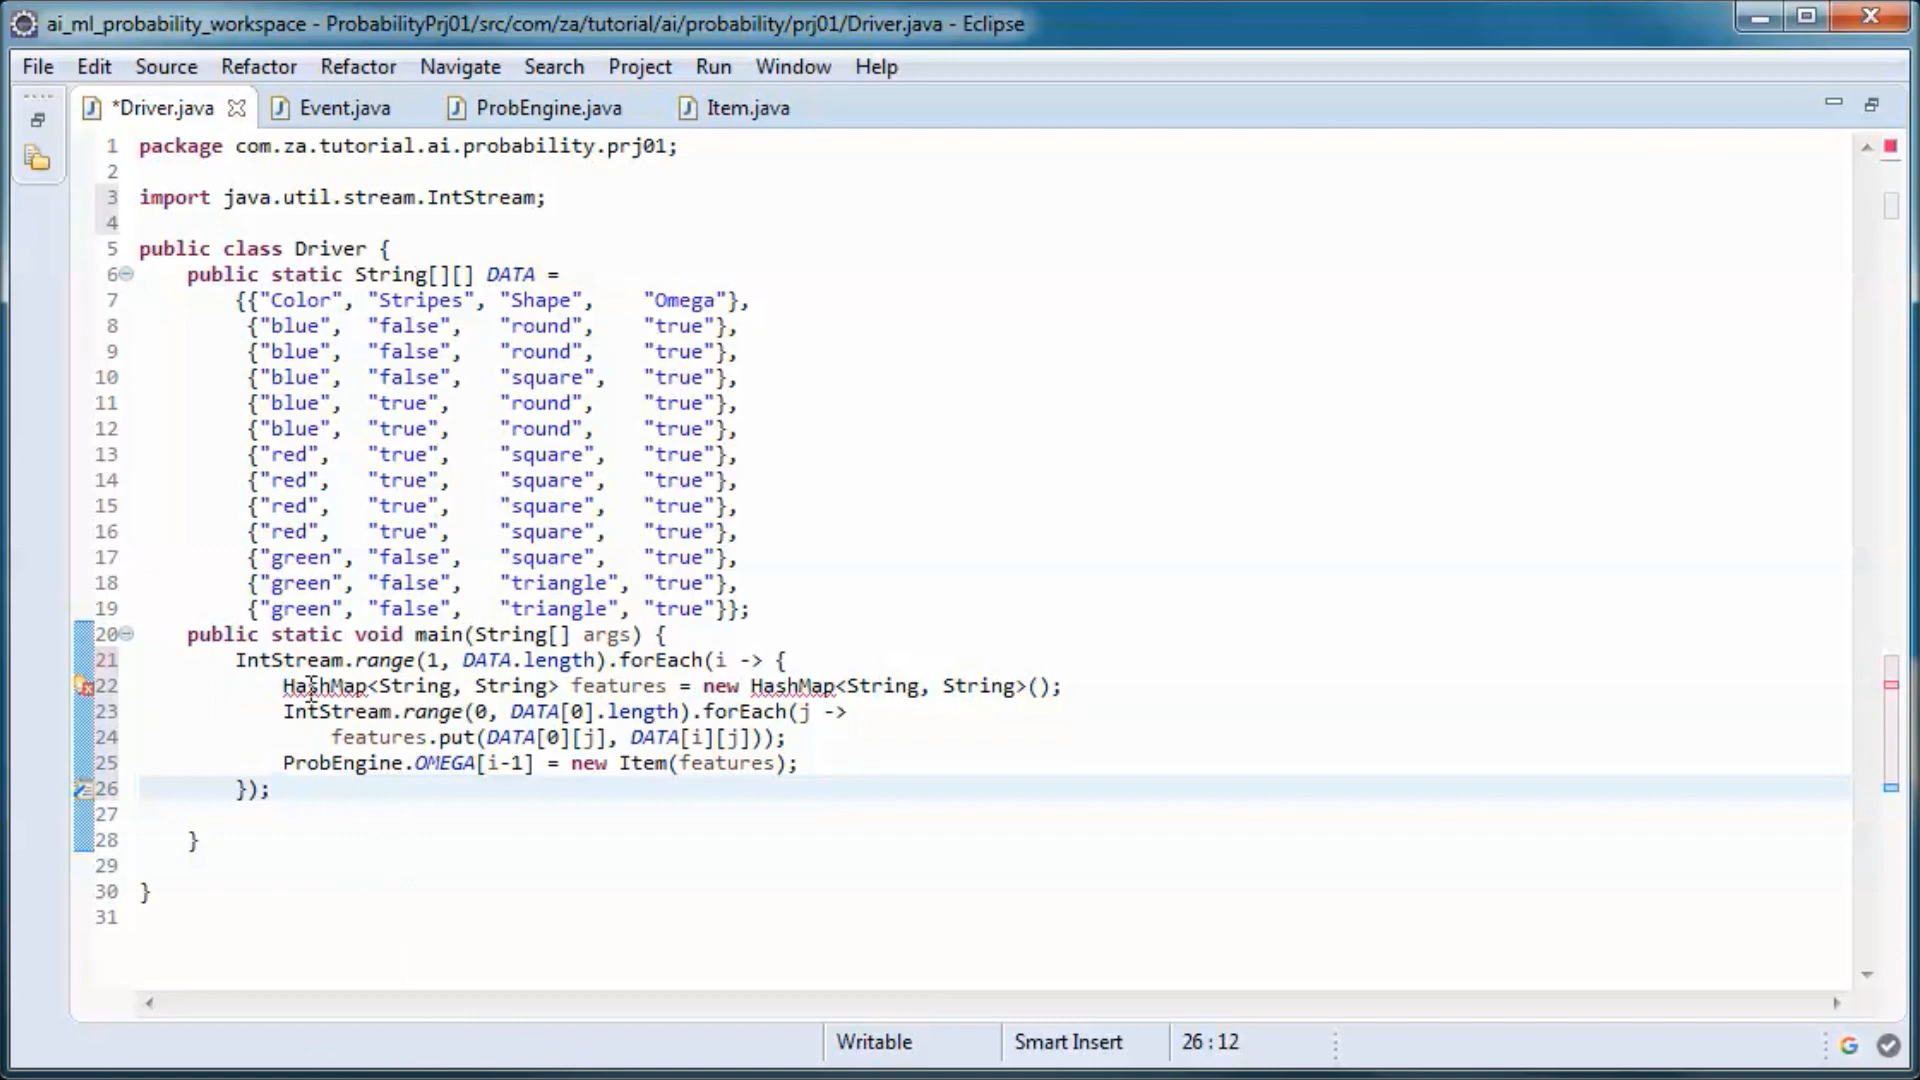 ai_ml_probability_workspace - ProbabilityPrj01/src/com/za/tutorial/ai/probability/prj01/Driver.java - Eclipse
File Edit Source Refactor Refactor Navigate Search Project Run Window Help
*Driver.java Event.java ProbEngine.java Item.java
1 package com.za.tutorial.ai.probability.prj01;
2
3 import java.util.stream.IntStream;
4
5 public class Driver {
6 public static String[][] DATA =
7 {{"Color", "Stripes", "Shape", "Omega"},
8 {"blue", "false", "round", "true"},
9 {"blue", "false", "round", "true"},
10 {"blue", "false", "square", "true"},
11 {"blue", "true", "round", "true"},
12 {"blue", "true", "round", "true"},
13 {"red", "true", "square", "true"},
14 {"red", "true", "square", "true"},
15 {"red", "true", "square", "true"},
16 {"red", "true", "square", "true"},
17 {"green", "false", "square", "true"},
18 {"green", "false", "triangle", "true"},
19 {"green", "false", "triangle", "true"}};
20 public static void main(String[] args) {
21 IntStream.range(1, DATA.length).forEach(i -> {
22 HashMap<String, String> features = new HashMap<String, String>();
23 IntStream.range(0, DATA[0].length).forEach(j ->
24 features.put(DATA[0][j], DATA[i][j]));
25 ProbEngine.OMEGA[i-1] = new Item(features);
26 });
27
28 }
29
30 }
31
Writable Smart Insert 26 : 12